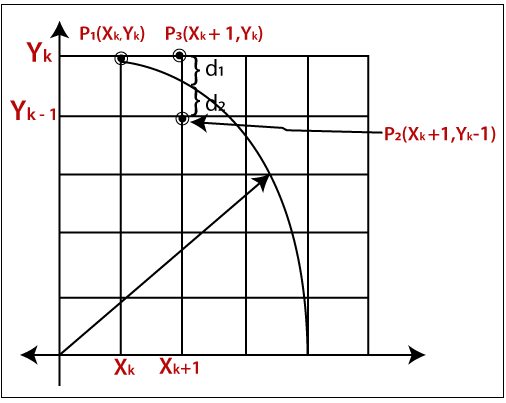 P₁(Xₖ,Yₖ) P₃(Xₖ+ 1,Yₖ)
Yₖ
d₁
Yₖ-₁
d₂
P₂(Xₖ+1,Yₖ-1)
Xₖ Xₖ+1